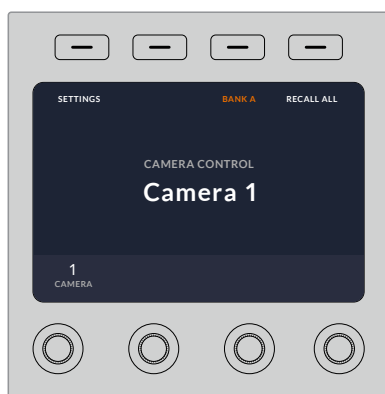 SETTINGS BANK A RECALL ALL
CAMERA CONTROL
Camera 1
1
CAMERA